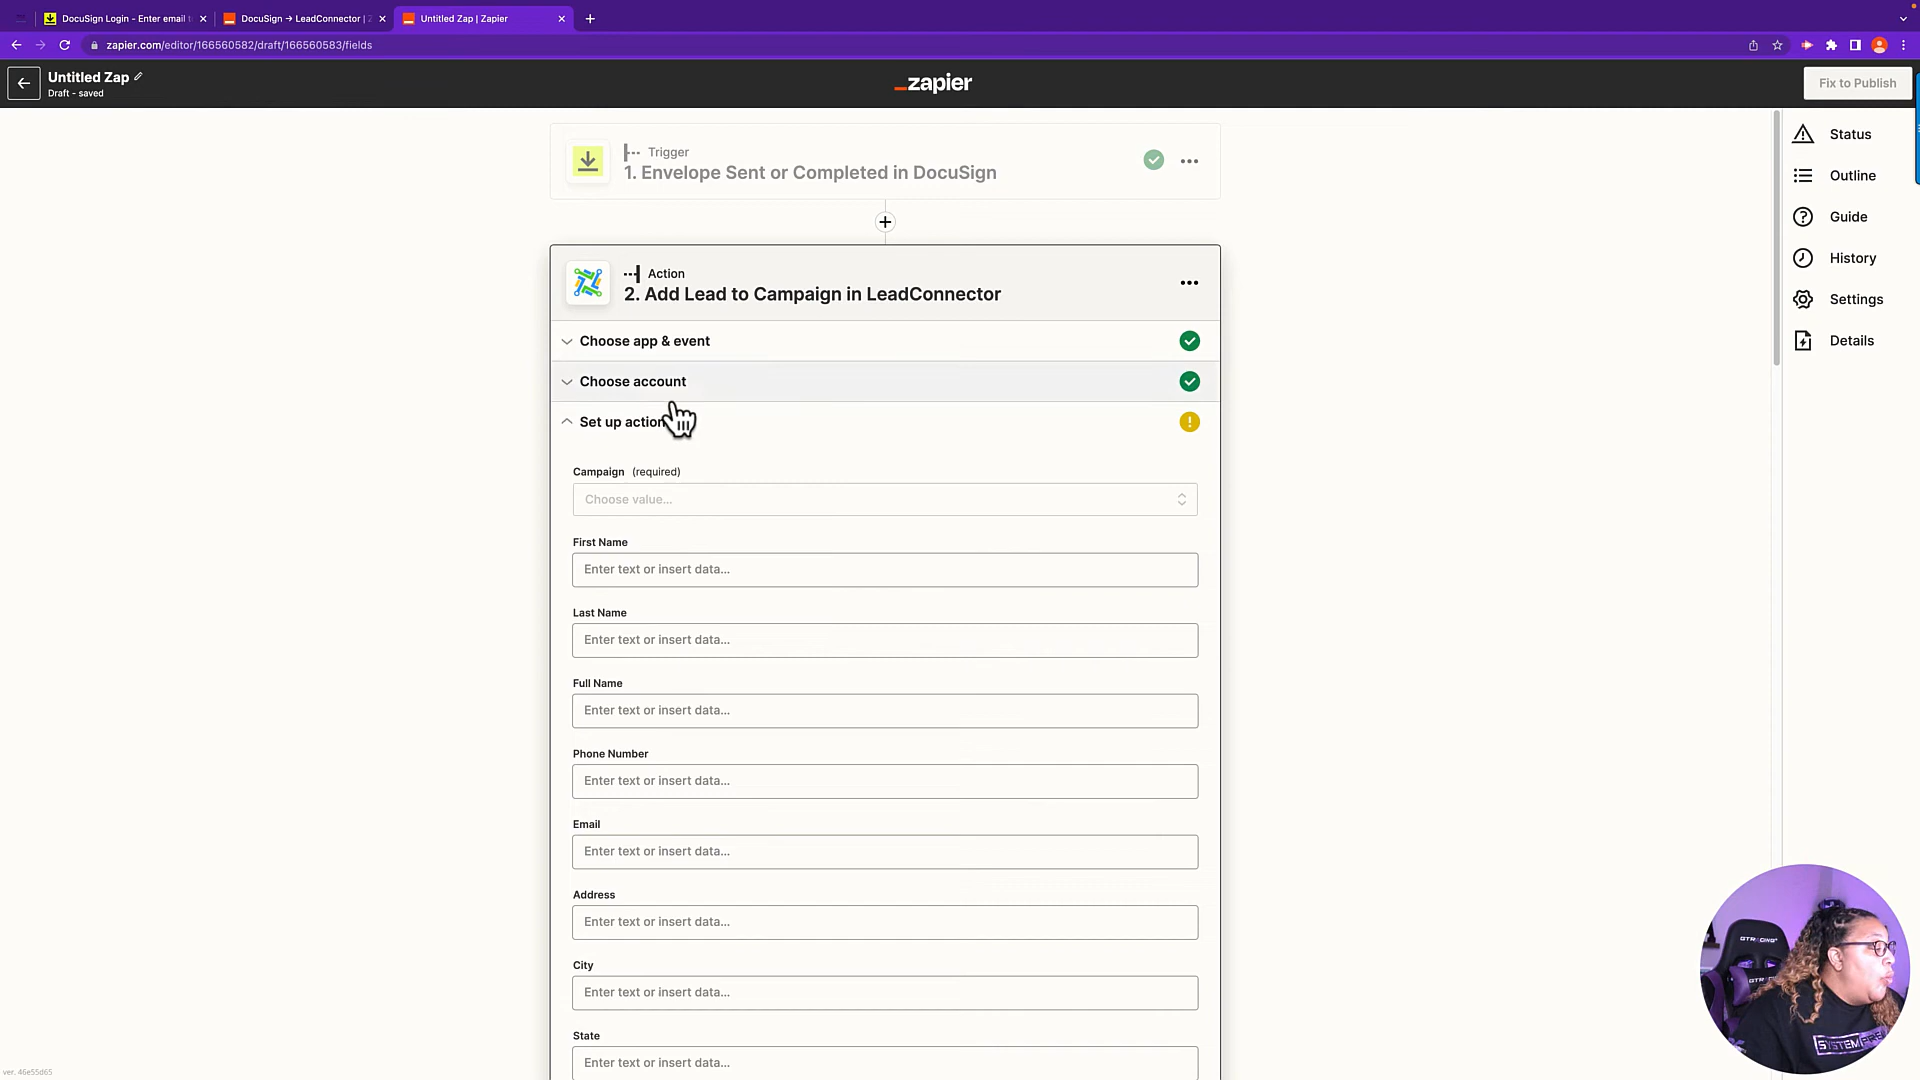 DocuSign Login - Enter email t
DocuSign → LeadConnector | Z
Untitled Zap | Zapier
zapier.com/editor/166560582/draft/166560583/fields
Untitled Zap
Draft - saved
zapier
Fix to Publish
Trigger
1. Envelope Sent or Completed in DocuSign
Action
2. Add Lead to Campaign in LeadConnector
Choose app & event
Choose account
Set up action
Campaign (required)
Choose value...
First Name
Enter text or insert data...
Last Name
Enter text or insert data...
Full Name
Enter text or insert data...
Phone Number
Enter text or insert data...
Email
Enter text or insert data...
Address
Enter text or insert data...
City
Enter text or insert data...
State
Enter text or insert data...
Status
Outline
Guide
History
Settings
Details
GTRACING
GTRACING
ver. 46e55d65